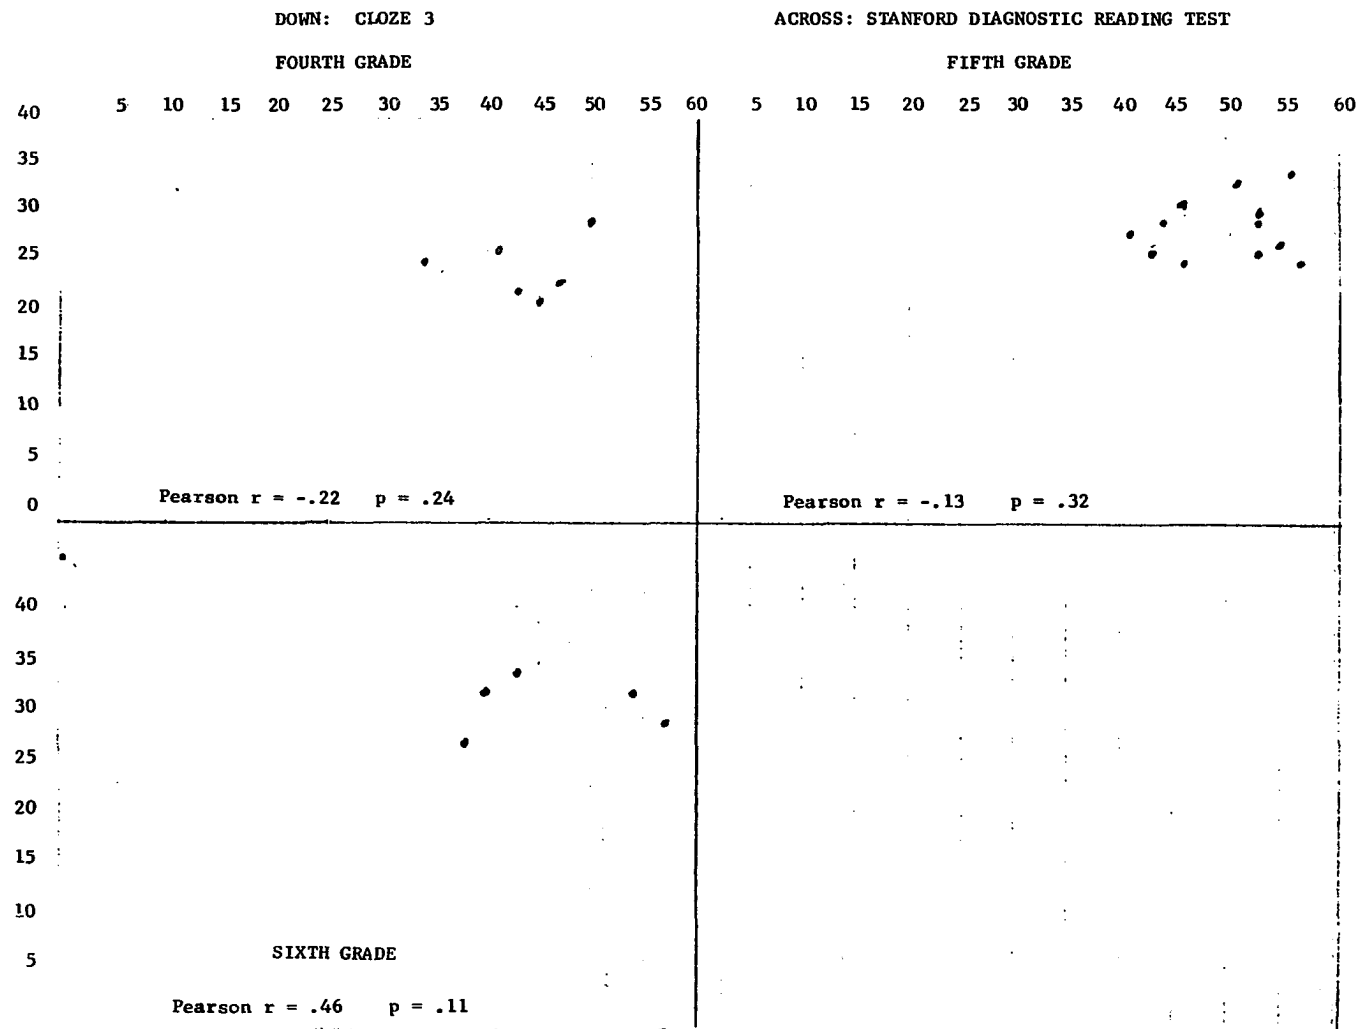 DOWN: CLOZE 3 ACROSS: STANFORD DIAGNOSTIC READING TEST
FOURTH GRADE FIFTH GRADE
5 10 15 20 25 30 35 40 45 50 55 60 5 10 15 20 25 30 35 40 45 50 55 60
40
35
30
25
20
15
10
5
0
Pearson r = -.22 p = .24 Pearson r = -.13 p = .32
40
35
30
25
20
15
10
5
SIXTH GRADE
Pearson r = .46 p = .11